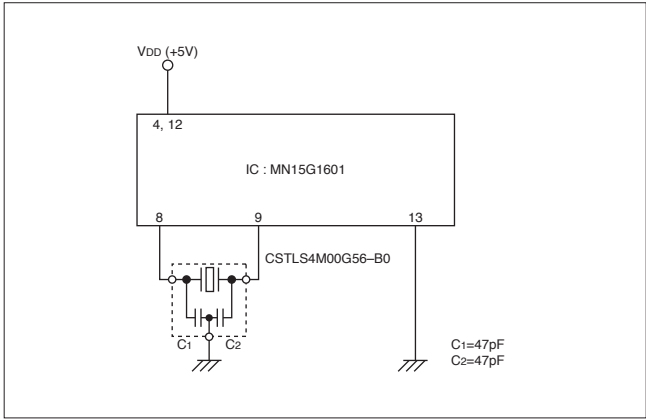 VDD (+5V)
4, 12
IC : MN15G1601
8 9 13
CSTLS4M00G56–B0
C1 C2
C1=47pF
C2=47pF